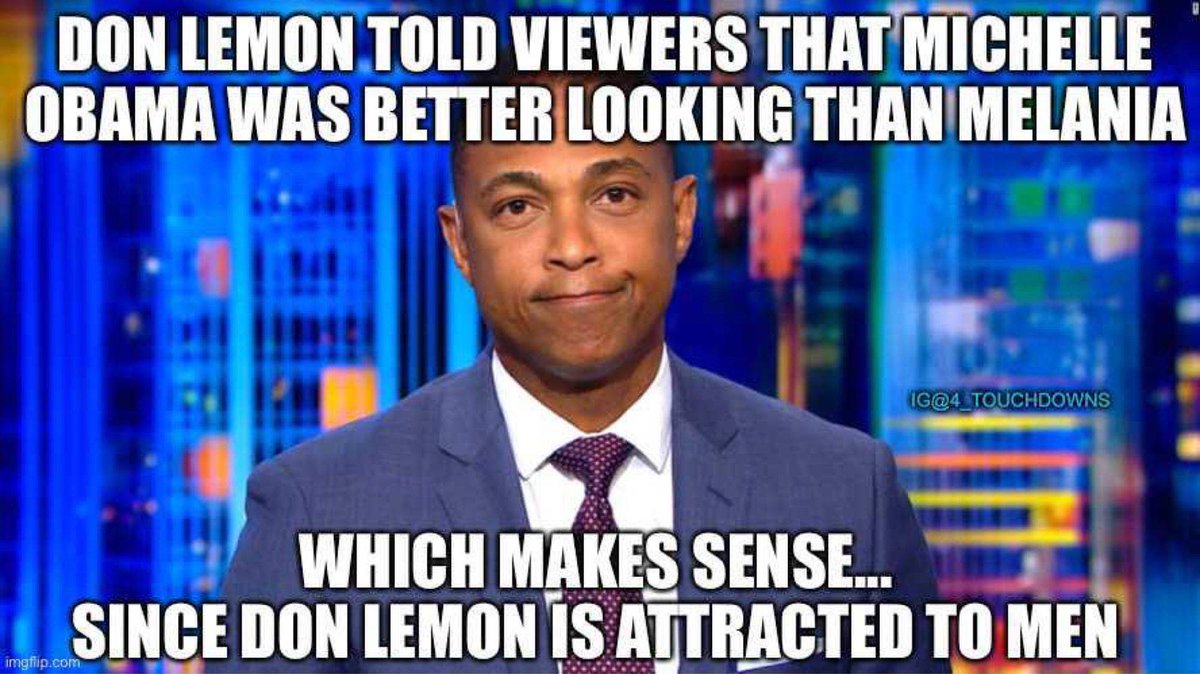 DON LEMON TOLD VIEWERS THAT MICHELLE
OBAMA WAS BETTER LOOKING THAN MELANIA
IG@4_TOUCHDOWNS
WHICH MAKES SENSE...
SINCE DON LEMON IS ATTRACTED TO MEN
imgflip.com